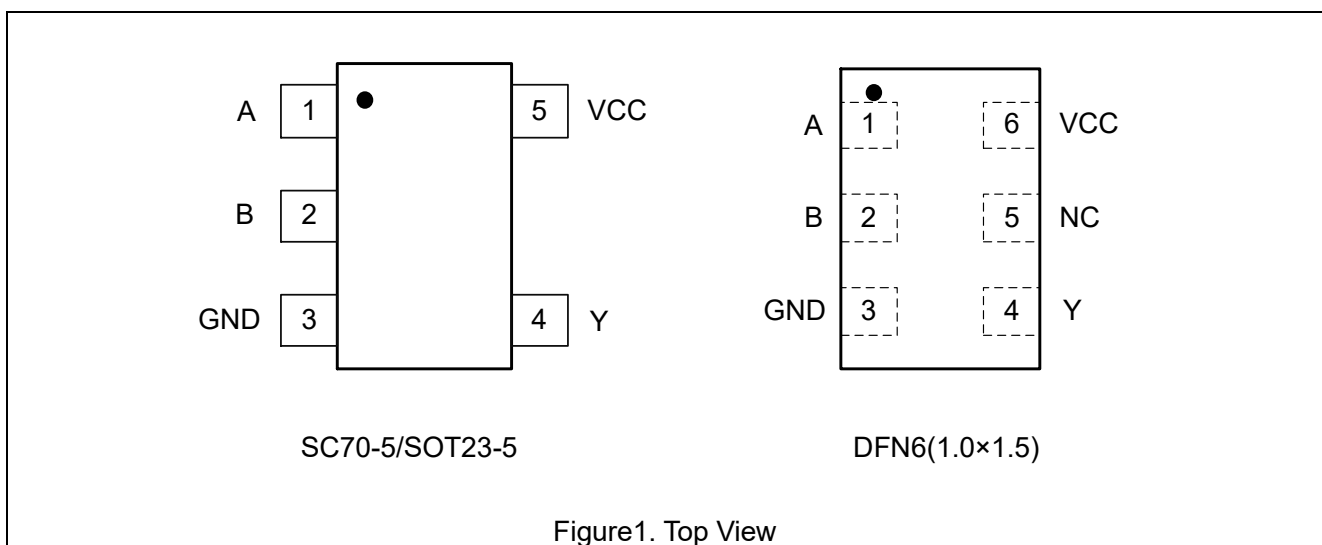 A 1 5 VCC
B 2
GND 3 4 Y
SC70-5/SOT23-5
A 1 6 VCC
B 2 5 NC
GND 3 4 Y
DFN6(1.0×1.5)
Figure1. Top View